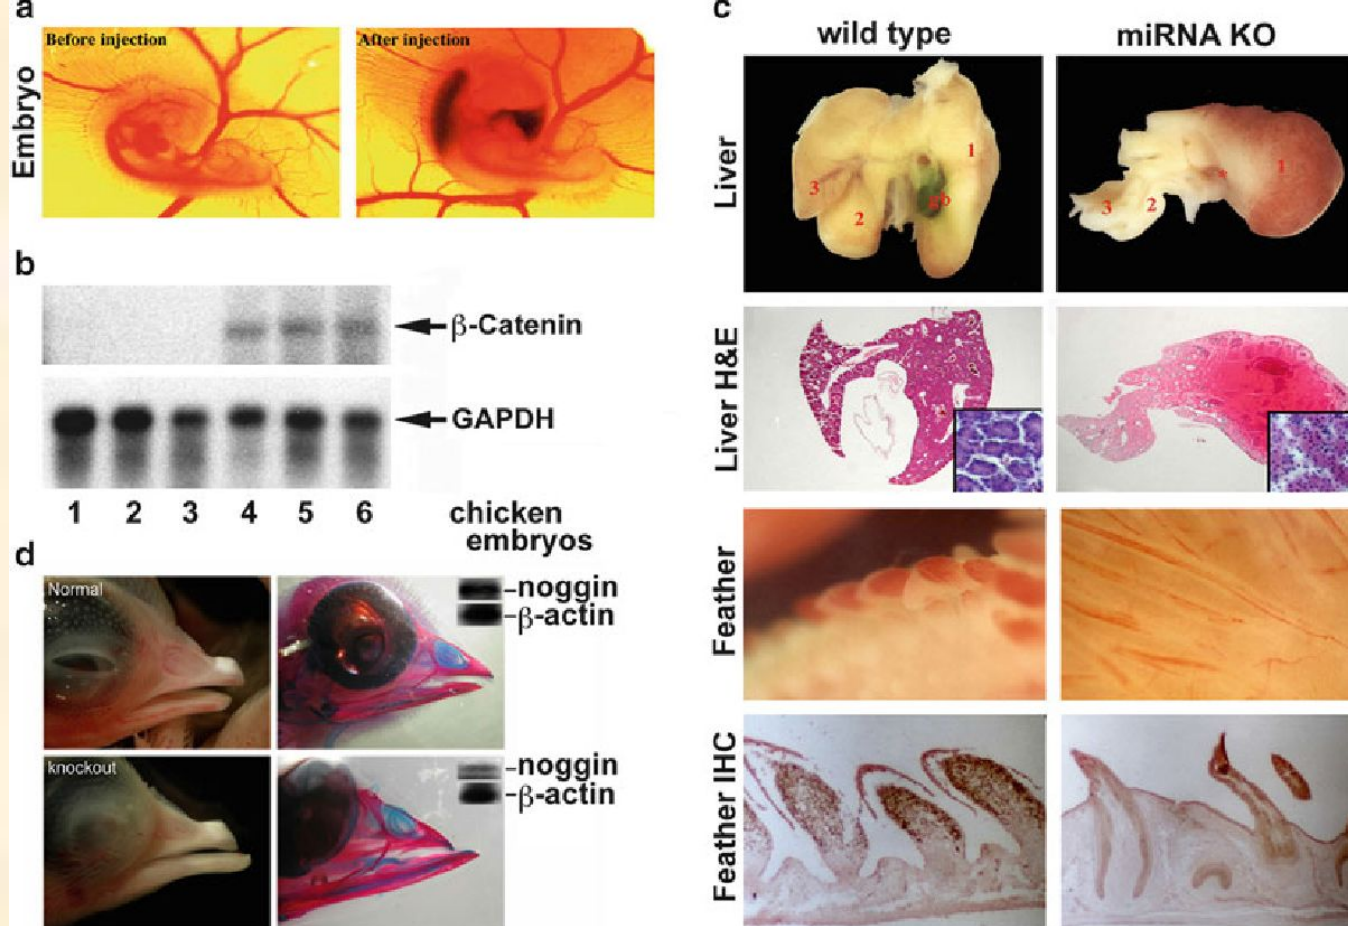 a
Before injection
After injection
Embryo
b
β-Catenin
GAPDH
1 2 3 4 5 6
chicken
embryos
d
Normal
noggin
β-actin
knockout
noggin
β-actin
c
wild type
miRNA KO
Liver
1
3
2
gb
1
*
3
2
Liver H&E
Feather
Feather IHC